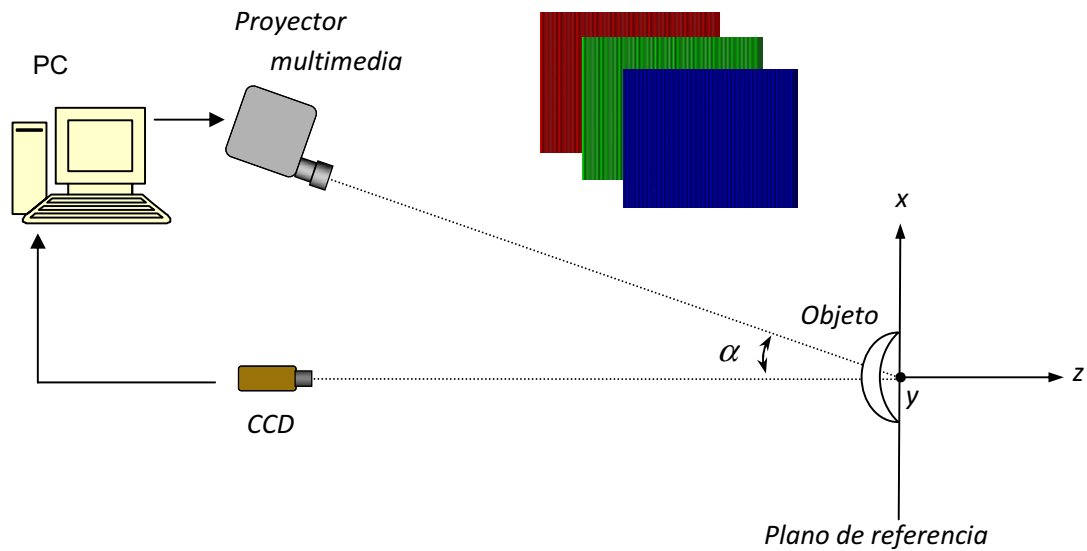 Proyector
multimedia
PC
x
Objeto
α
z
y
CCD
Plano de referencia